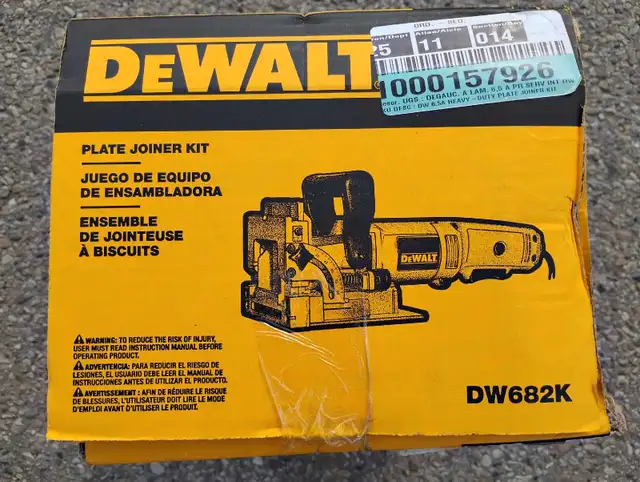 DEWALT
ORD. - SEQ.
25
11
014
1000157926
PLATE JOINER KIT
JUEGO DE EQUIPO
DE ENSAMBLADORA
ENSEMBLE
DE JOINTEUSE
À BISCUITS
DEWALT
⚠ WARNING: TO REDUCE THE RISK OF INJURY,
USER MUST READ INSTRUCTION MANUAL BEFORE
OPERATING PRODUCT.
⚠ ADVERTENCIA: PARA REDUCIR EL RIESGO DE
LESIONES, EL USUARIO DEBE LEER EL MANUAL DE
INSTRUCCIONES ANTES DE UTILIZAR EL PRODUCTO.
⚠ AVERTISSEMENT : AFIN DE RÉDUIRE LE RISQUE
DE BLESSURES, L'UTILISATEUR DOIT LIRE LE MODE
D'EMPLOI AVANT D'UTILISER LE PRODUIT.
DW682K